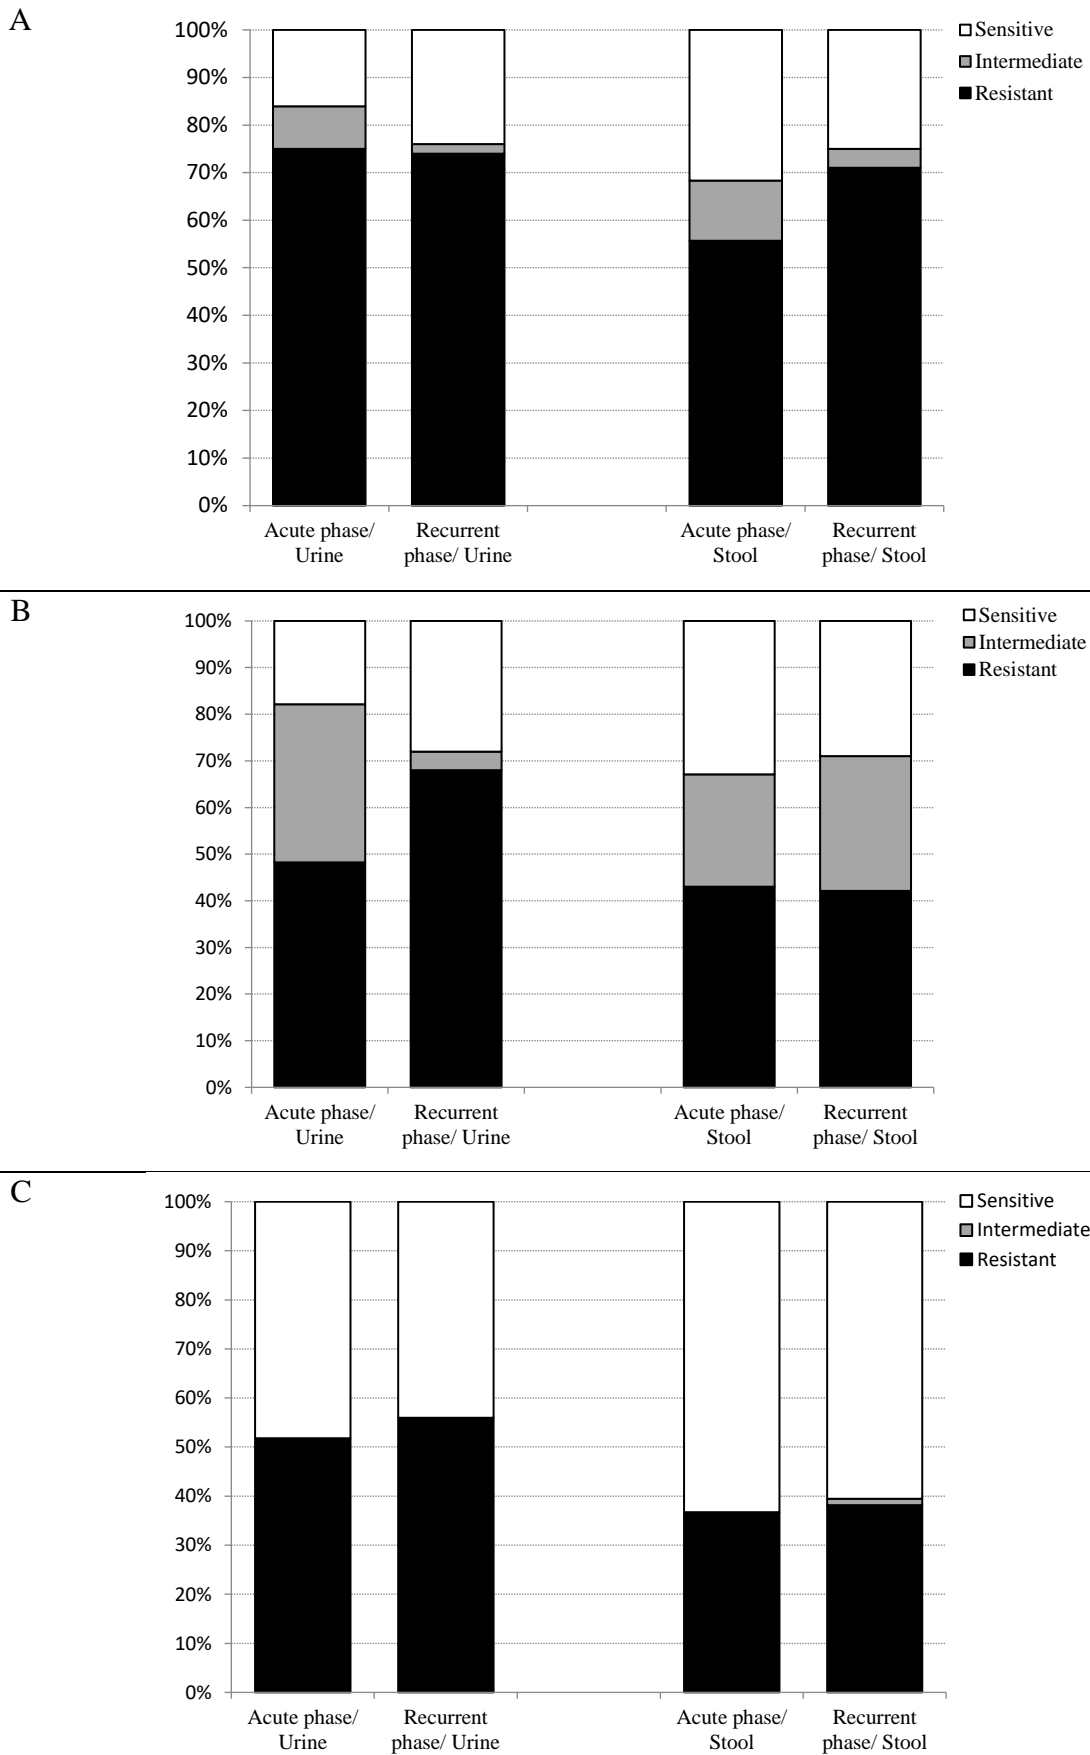 A
100%
90%
80%
70%
60%
50%
40%
30%
20%
10%
0%
Acute phase/
Urine
Recurrent
phase/ Urine
Acute phase/
Stool
Recurrent
phase/ Stool
Sensitive
Intermediate
Resistant
B
100%
90%
80%
70%
60%
50%
40%
30%
20%
10%
0%
Acute phase/
Urine
Recurrent
phase/ Urine
Acute phase/
Stool
Recurrent
phase/ Stool
Sensitive
Intermediate
Resistant
C
100%
90%
80%
70%
60%
50%
40%
30%
20%
10%
0%
Acute phase/
Urine
Recurrent
phase/ Urine
Acute phase/
Stool
Recurrent
phase/ Stool
Sensitive
Intermediate
Resistant